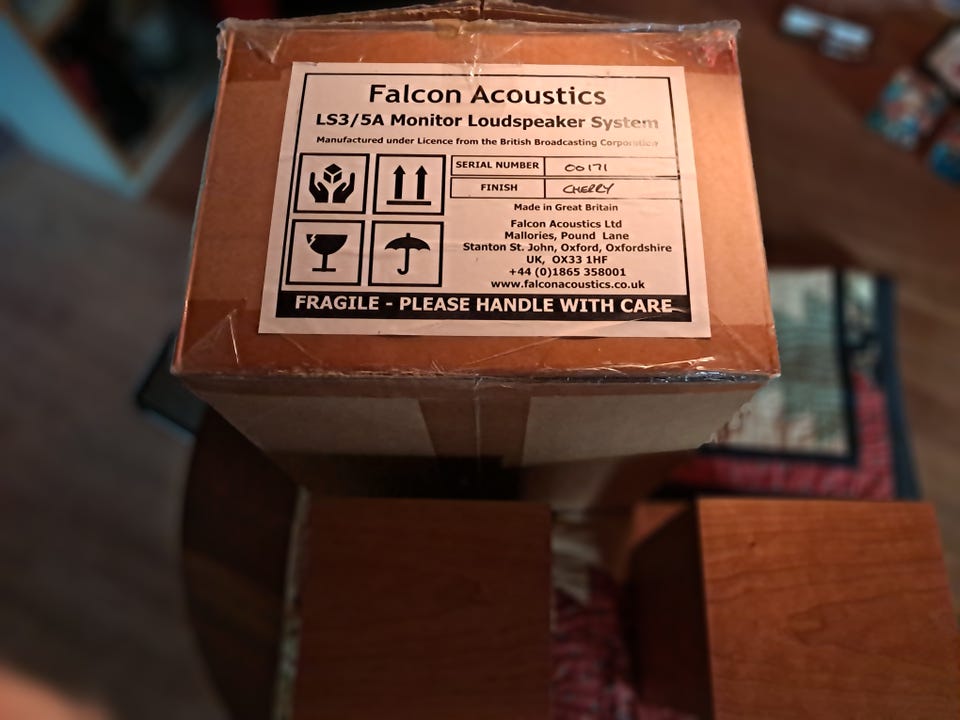 Falcon Acoustics
LS3/5A Monitor Loudspeaker System
Manufactured under Licence from the British Broadcasting Corporation
SERIAL NUMBER 00171
FINISH CHERRY
Made in Great Britain
Falcon Acoustics Ltd
Mallories, Pound Lane
Stanton St. John, Oxford, Oxfordshire
UK, OX33 1HF
+44 (0)1865 358001
www.falconacoustics.co.uk
FRAGILE - PLEASE HANDLE WITH CARE